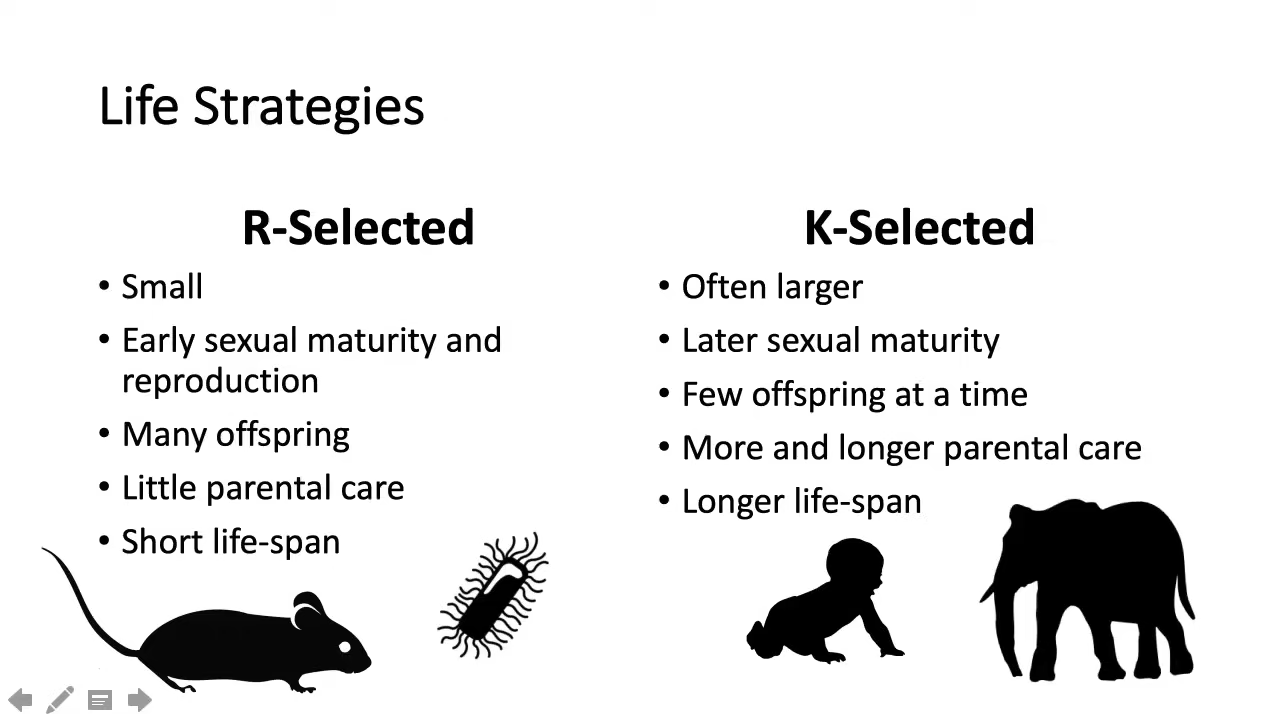 Life Strategies
R-Selected
• Small
• Early sexual maturity and
reproduction
• Many offspring
• Little parental care
• Short life-span
K-Selected
• Often larger
• Later sexual maturity
• Few offspring at a time
• More and longer parental care
• Longer life-span